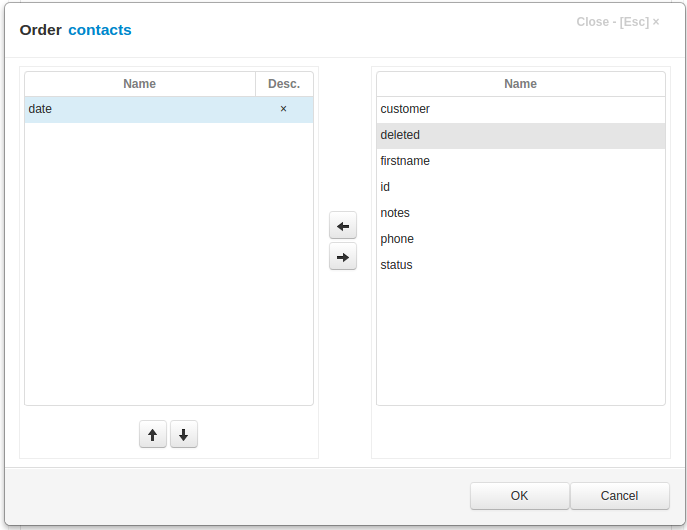 Order contacts
Close - [Esc] ×
Name Desc.
date ×
Name
customer
deleted
firstname
id
notes
phone
status
OK Cancel